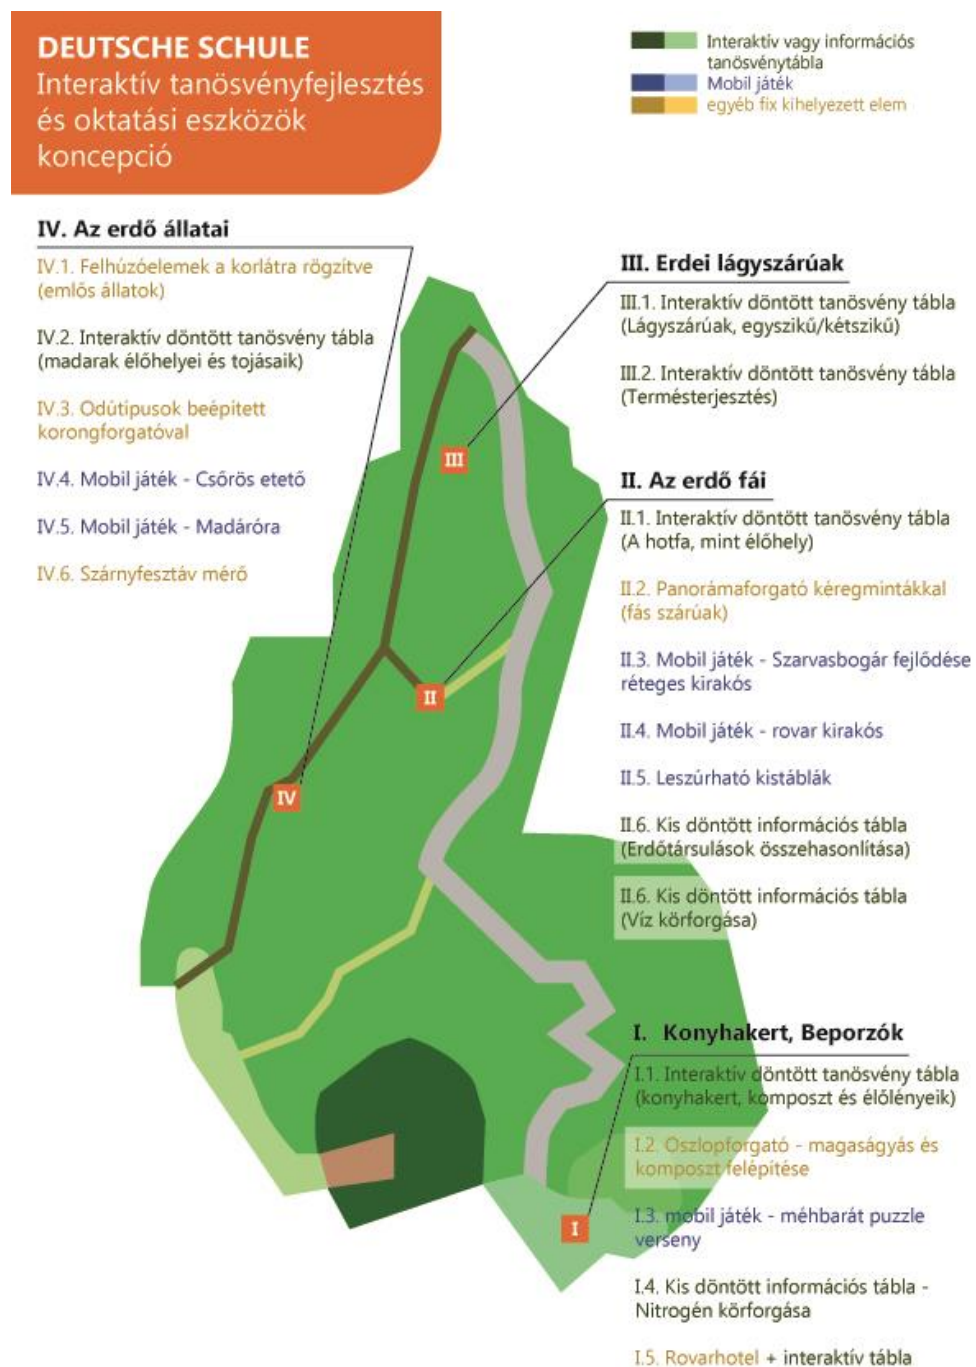 DEUTSCHE SCHULE
Interaktív tanösvényfejlesztés
és oktatási eszközök
koncepció
Interaktív vagy információs
tanösvénytábla
Mobil játék
egyéb fix kihelyezett elem
IV. Az erdő állatai
IV.1. Felhúzóelemek a korlátra rögzítve
(emlős állatok)
IV.2. Interaktív döntött tanösvény tábla
(madarak élőhelyei és tojásaik)
IV.3. Odútípusok beépített
korongforgatóval
IV.4. Mobil játék - Csőrös etető
IV.5. Mobil játék - Madáróra
IV.6. Szárnyfesztáv mérő
III. Erdei lágyszárúak
III.1. Interaktív döntött tanösvény tábla
(Lágyszárúak, egyszikű/kétszikű)
III.2. Interaktív döntött tanösvény tábla
(Termésterjesztés)
II. Az erdő fái
II.1. Interaktív döntött tanösvény tábla
(A hotfa, mint élőhely)
II.2. Panorámaforgató kéregmintákkal
(fás szárúak)
II.3. Mobil játék - Szarvasbogár fejlődése
réteges kirakós
II.4. Mobil játék - rovar kirakós
II.5. Leszúrható kistáblák
II.6. Kis döntött információs tábla
(Erdőtársulások összehasonlítása)
II.6. Kis döntött információs tábla
(Víz körforgása)
I. Konyhakert, Beporzók
I.1. Interaktív döntött tanösvény tábla
(konyhakert, komposzt és élőlényeik)
I.2. Oszlopforgató - magaságyás és
komposzt felépítése
I.3. mobil játék - méhbarát puzzle
verseny
I.4. Kis döntött információs tábla -
Nitrogén körforgása
I.5. Rovarhotel + interaktív tábla
III
II
IV
I